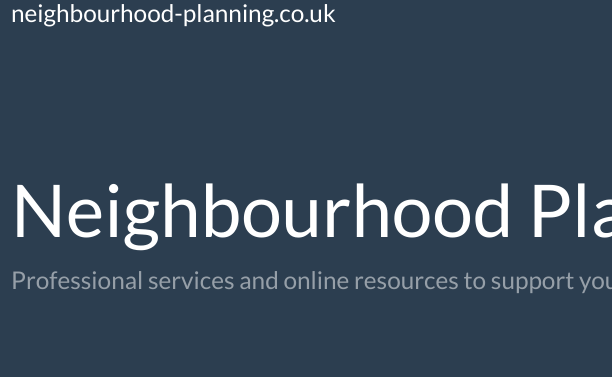 neighbourhood-planning.co.uk
Neighbourhood Pla
Professional services and online resources to support you